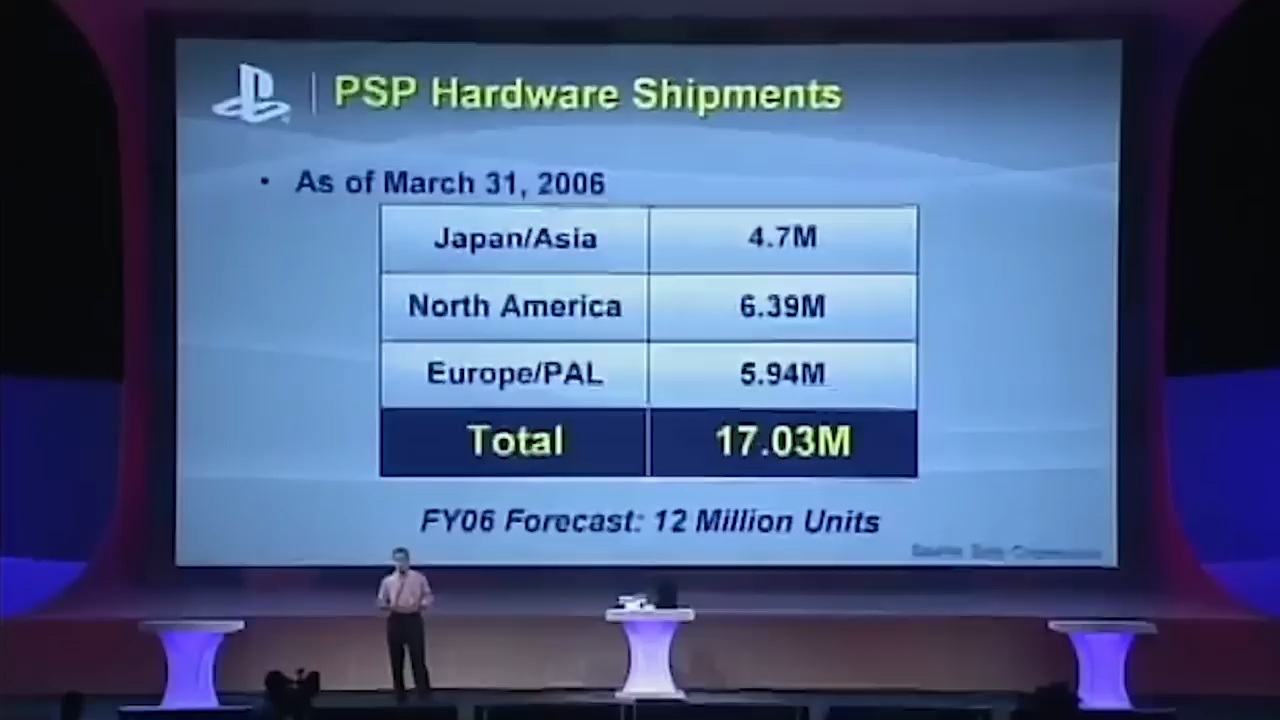 PSP Hardware Shipments
• As of March 31, 2006
Japan/Asia 4.7M
North America 6.39M
Europe/PAL 5.94M
Total 17.03M
FY06 Forecast: 12 Million Units